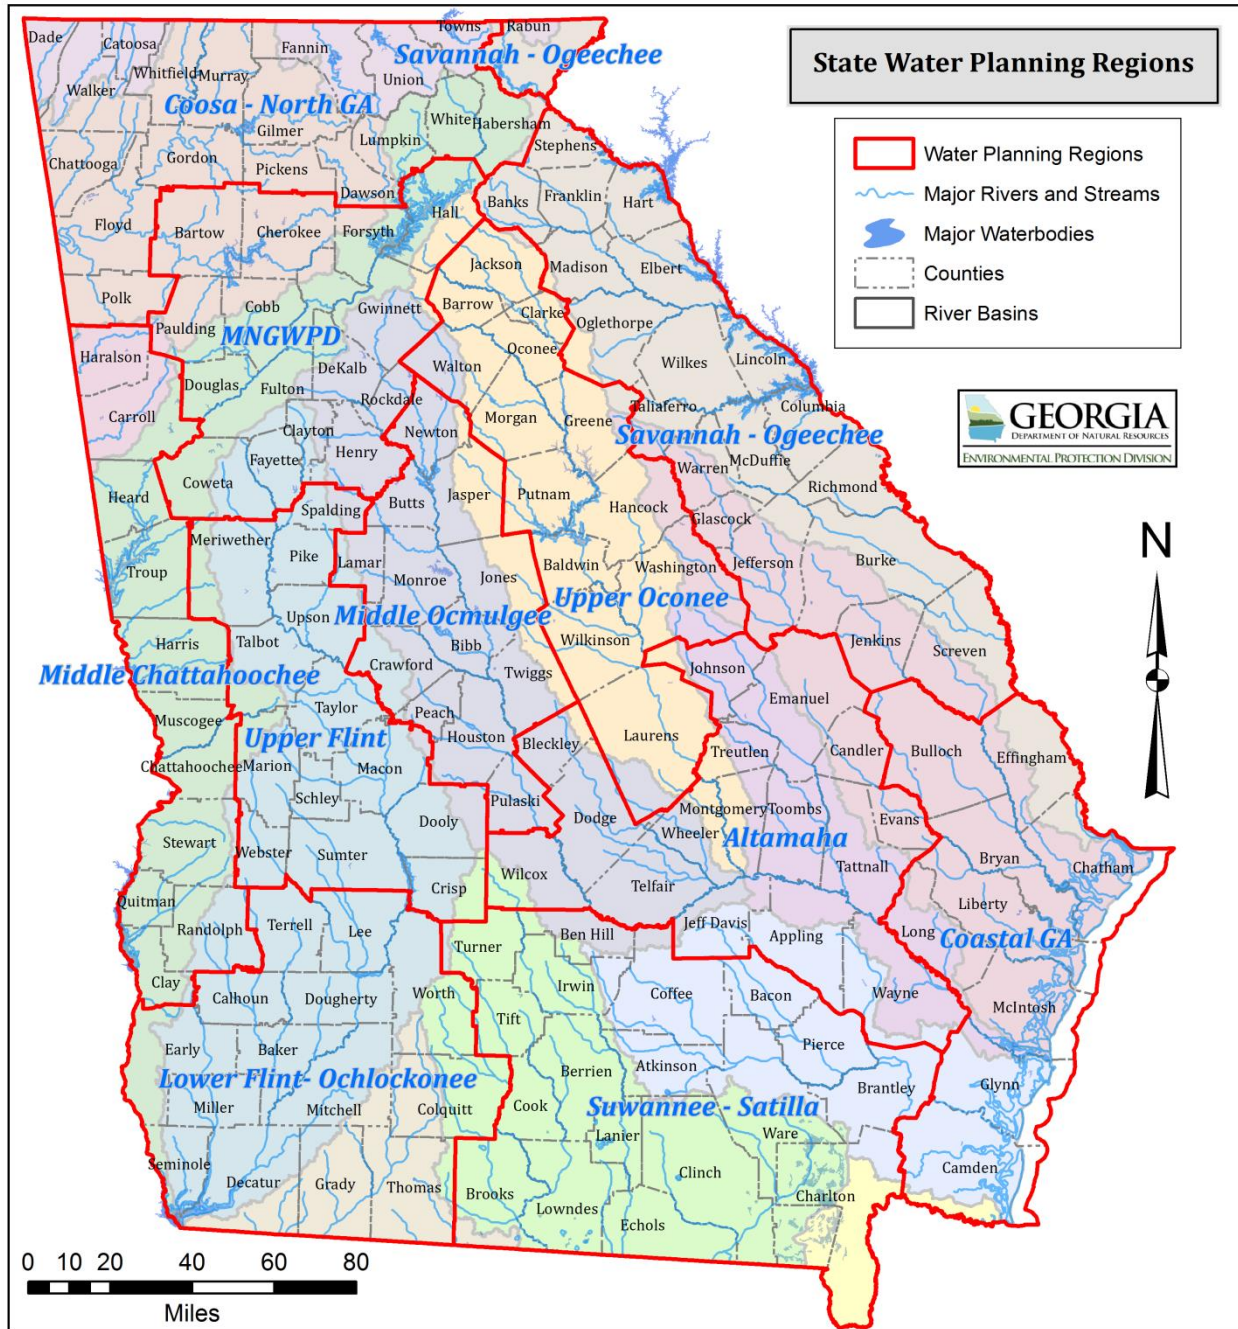 State Water Planning Regions
Water Planning Regions
Major Rivers and Streams
Major Waterbodies
Counties
River Basins
GEORGIA
DEPARTMENT OF NATURAL RESOURCES
ENVIRONMENTAL PROTECTION DIVISION
N
Towns
Rabun
Dade
Catoosa
Fannin
Savannah - Ogeechee
Whitfield
Murray
Union
Walker
Coosa - North GA
White
Habersham
Gilmer
Lumpkin
Stephens
Chattooga
Gordon
Pickens
Dawson
Banks
Franklin
Hart
Hall
Floyd
Bartow
Cherokee
Forsyth
Jackson
Madison
Elbert
Polk
Cobb
Gwinnett
Barrow
Clarke
Oglethorpe
Paulding
MNGWPD
Oconee
Haralson
DeKalb
Walton
Wilkes
Lincoln
Douglas
Fulton
Rockdale
Carroll
Morgan
Greene
Taliaferro
Columbia
Clayton
Newton
Savannah - Ogeechee
Fayette
Henry
McDuffie
Coweta
Warren
Heard
Butts
Jasper
Putnam
Richmond
Spalding
Hancock
Glascock
Meriwether
Pike
Lamar
Baldwin
Washington
Jefferson
Burke
Troup
Monroe
Jones
Upper Oconee
Upson
Middle Ocmulgee
Harris
Talbot
Bibb
Wilkinson
Jenkins
Screven
Middle Chattahoochee
Crawford
Twiggs
Johnson
Emanuel
Muscogee
Taylor
Peach
Upper Flint
Houston
Bleckley
Laurens
Treutlen
Candler
Bulloch
Effingham
Chattahoochee
Marion
Macon
Schley
Pulaski
Montgomery
Toombs
Dooly
Dodge
Evans
Stewart
Webster
Sumter
Wheeler
Altamaha
Bryan
Chatham
Crisp
Wilcox
Telfair
Tattnall
Quitman
Liberty
Randolph
Terrell
Lee
Ben Hill
Jeff Davis
Appling
Long
Coastal GA
Turner
Clay
Calhoun
Dougherty
Worth
Irwin
Coffee
Bacon
Wayne
McIntosh
Tift
Early
Baker
Pierce
Lower Flint- Ochlockonee
Berrien
Atkinson
Brantley
Glynn
Miller
Mitchell
Colquitt
Cook
Suwannee - Satilla
Lanier
Ware
Seminole
Clinch
Camden
Decatur
Grady
Thomas
Brooks
Charlton
Lowndes
Echols
0 10 20 40 60 80
Miles